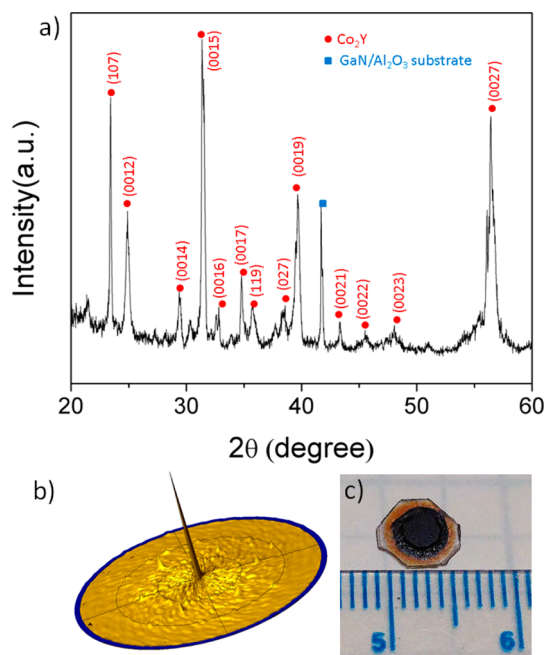 a)
Co₂Y
GaN/Al₂O₃ substrate
(107)
(0012)
(0014)
(0015)
(0016)
(0017)
(119)
(027)
(0019)
(0021)
(0022)
(0023)
(0027)
Intensity(a.u.)
20 30 40 50 60
2θ (degree)
b)
c)
5 6